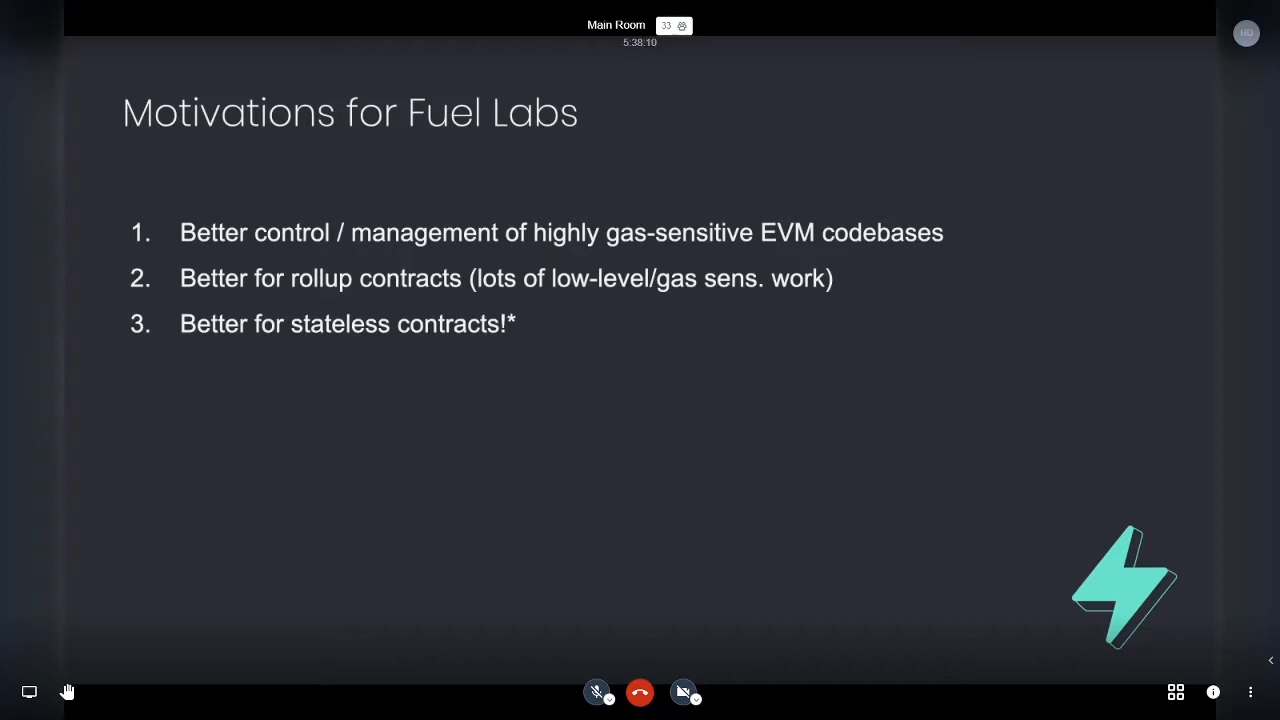 Main Room 33
5:38:10
HD
Motivations for Fuel Labs
1. Better control / management of highly gas-sensitive EVM codebases
2. Better for rollup contracts (lots of low-level/gas sens. work)
3. Better for stateless contracts!*